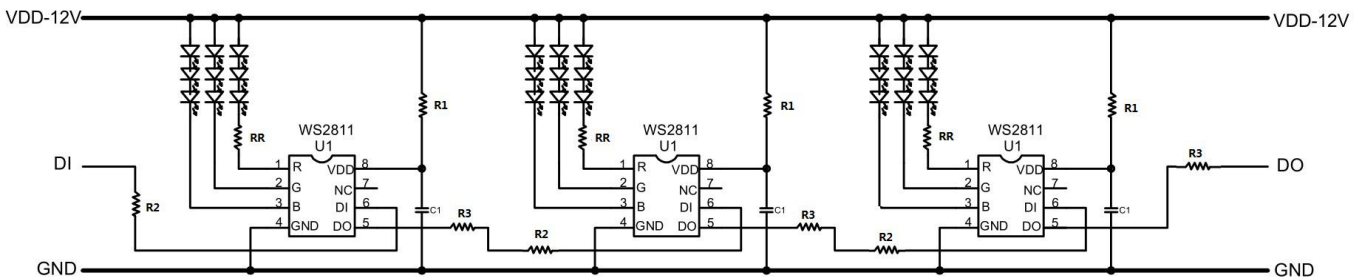 VDD-12V VDD-12V
R1 R1 R1
RR WS2811 RR WS2811 RR WS2811
U1 U1 U1
DI R3 DO
1 R VDD 8 1 R VDD 8 1 R VDD 8
2 G NC 7 2 G NC 7 2 G NC 7
R2 3 B DI 6 C1 3 B DI 6 C1 3 B DI 6 C1
4 GND DO 5 R3 4 GND DO 5 R3 4 GND DO 5
R2 R2
GND GND